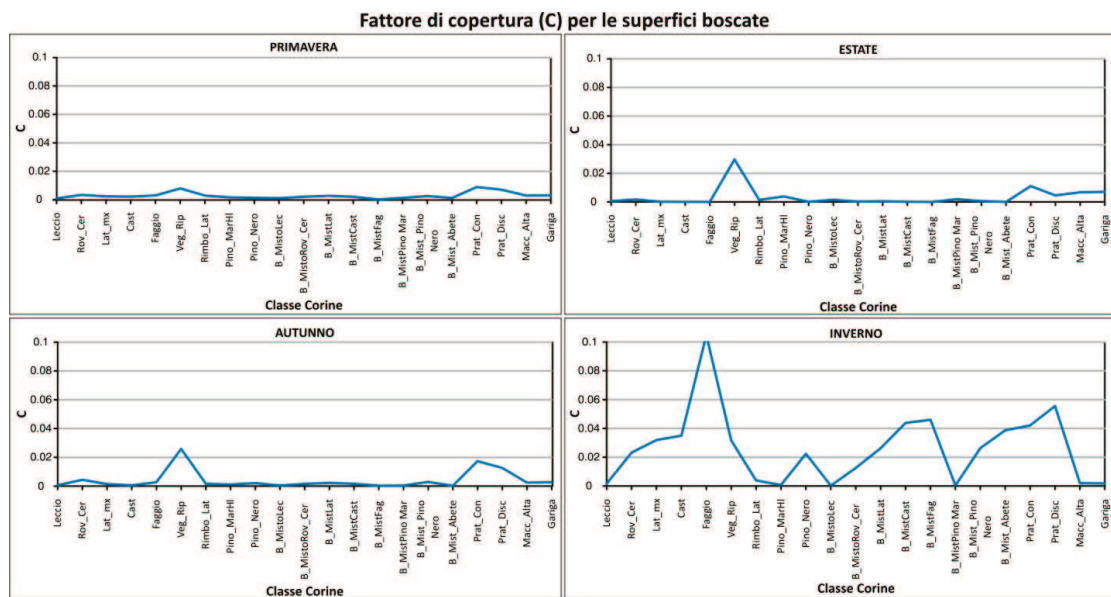 Fattore di copertura (C) per le superfici boscate
PRIMAVERA
0.1
0.08
0.06
0.04
0.02
0
C
Leccio
Rov_Cer
Lat_mx
Cast
Faggio
Veg_Rip
Rimbo_Lat
Pino_MarHl
Pino_Nero
B_MistoLec
B_MistoRov_Cer
B_MistLat
B_MistCast
B_MistFag
B_MistPino Mar
B_Mist_Pino
Nero
B_Mist_Abete
Prat_Con
Prat_Disc
Macc_Alta
Gariga
Classe Corine
ESTATE
0.1
0.08
0.06
0.04
0.02
0
C
Leccio
Rov_Cer
Lat_mx
Cast
Faggio
Veg_Rip
Rimbo_Lat
Pino_MarHl
Pino_Nero
B_MistoLec
B_MistoRov_Cer
B_MistLat
B_MistCast
B_MistFag
B_MistPino Mar
B_Mist_Pino
Nero
B_Mist_Abete
Prat_Con
Prat_Disc
Macc_Alta
Gariga
Classe Corine
AUTUNNO
0.1
0.08
0.06
0.04
0.02
0
C
Leccio
Rov_Cer
Lat_mx
Cast
Faggio
Veg_Rip
Rimbo_Lat
Pino_MarHl
Pino_Nero
B_MistoLec
B_MistoRov_Cer
B_MistLat
B_MistCast
B_MistFag
B_MistPino Mar
B_Mist_Pino
Nero
B_Mist_Abete
Prat_Con
Prat_Disc
Macc_Alta
Gariga
Classe Corine
INVERNO
0.1
0.08
0.06
0.04
0.02
0
C
Leccio
Rov_Cer
Lat_mx
Cast
Faggio
Veg_Rip
Rimbo_Lat
Pino_MarHl
Pino_Nero
B_MistoLec
B_MistoRov_Cer
B_MistLat
B_MistCast
B_MistFag
B_MistPino Mar
B_Mist_Pino
Nero
B_Mist_Abete
Prat_Con
Prat_Disc
Macc_Alta
Gariga
Classe Corine